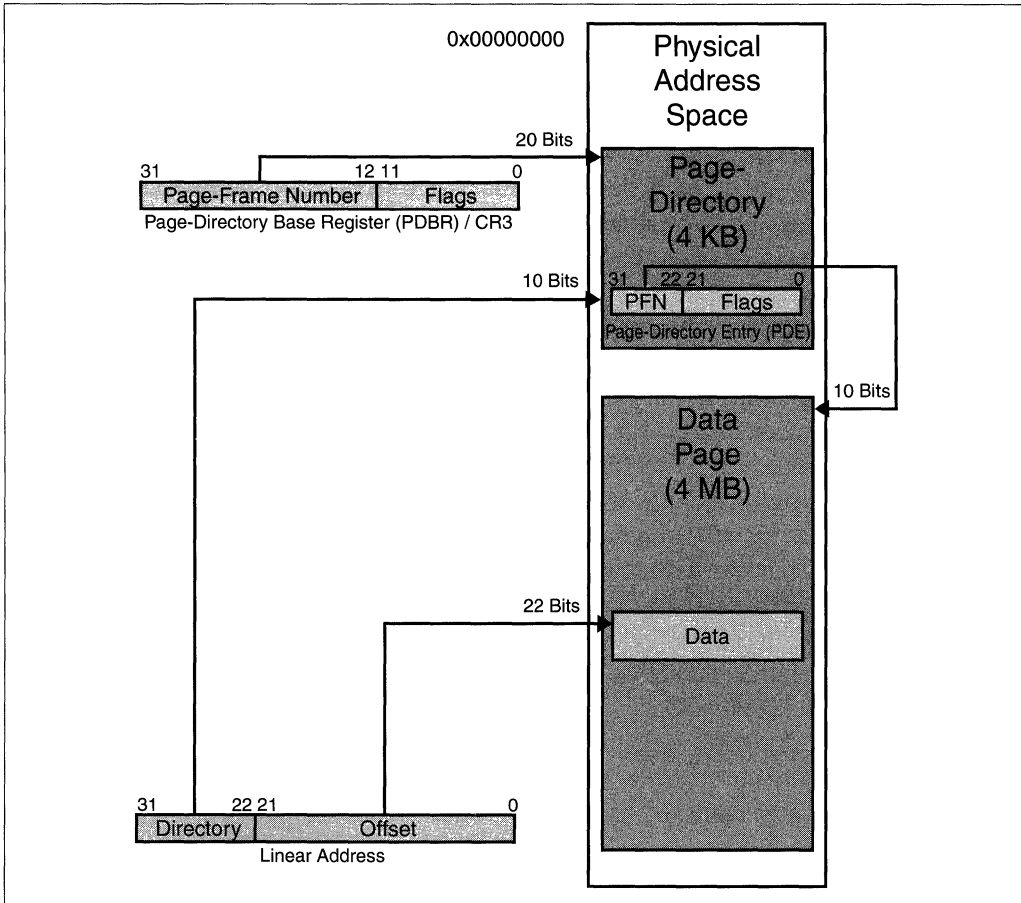 0x00000000
Physical
Address
Space
20 Bits
31 12 11 0
Page-Frame Number Flags
Page-Directory Base Register (PDBR) / CR3
Page-
Directory
(4 KB)
10 Bits
31 22 21 0
PFN Flags
Page-Directory Entry (PDE)
10 Bits
Data
Page
(4 MB)
22 Bits
Data
31 22 21 0
Directory Offset
Linear Address